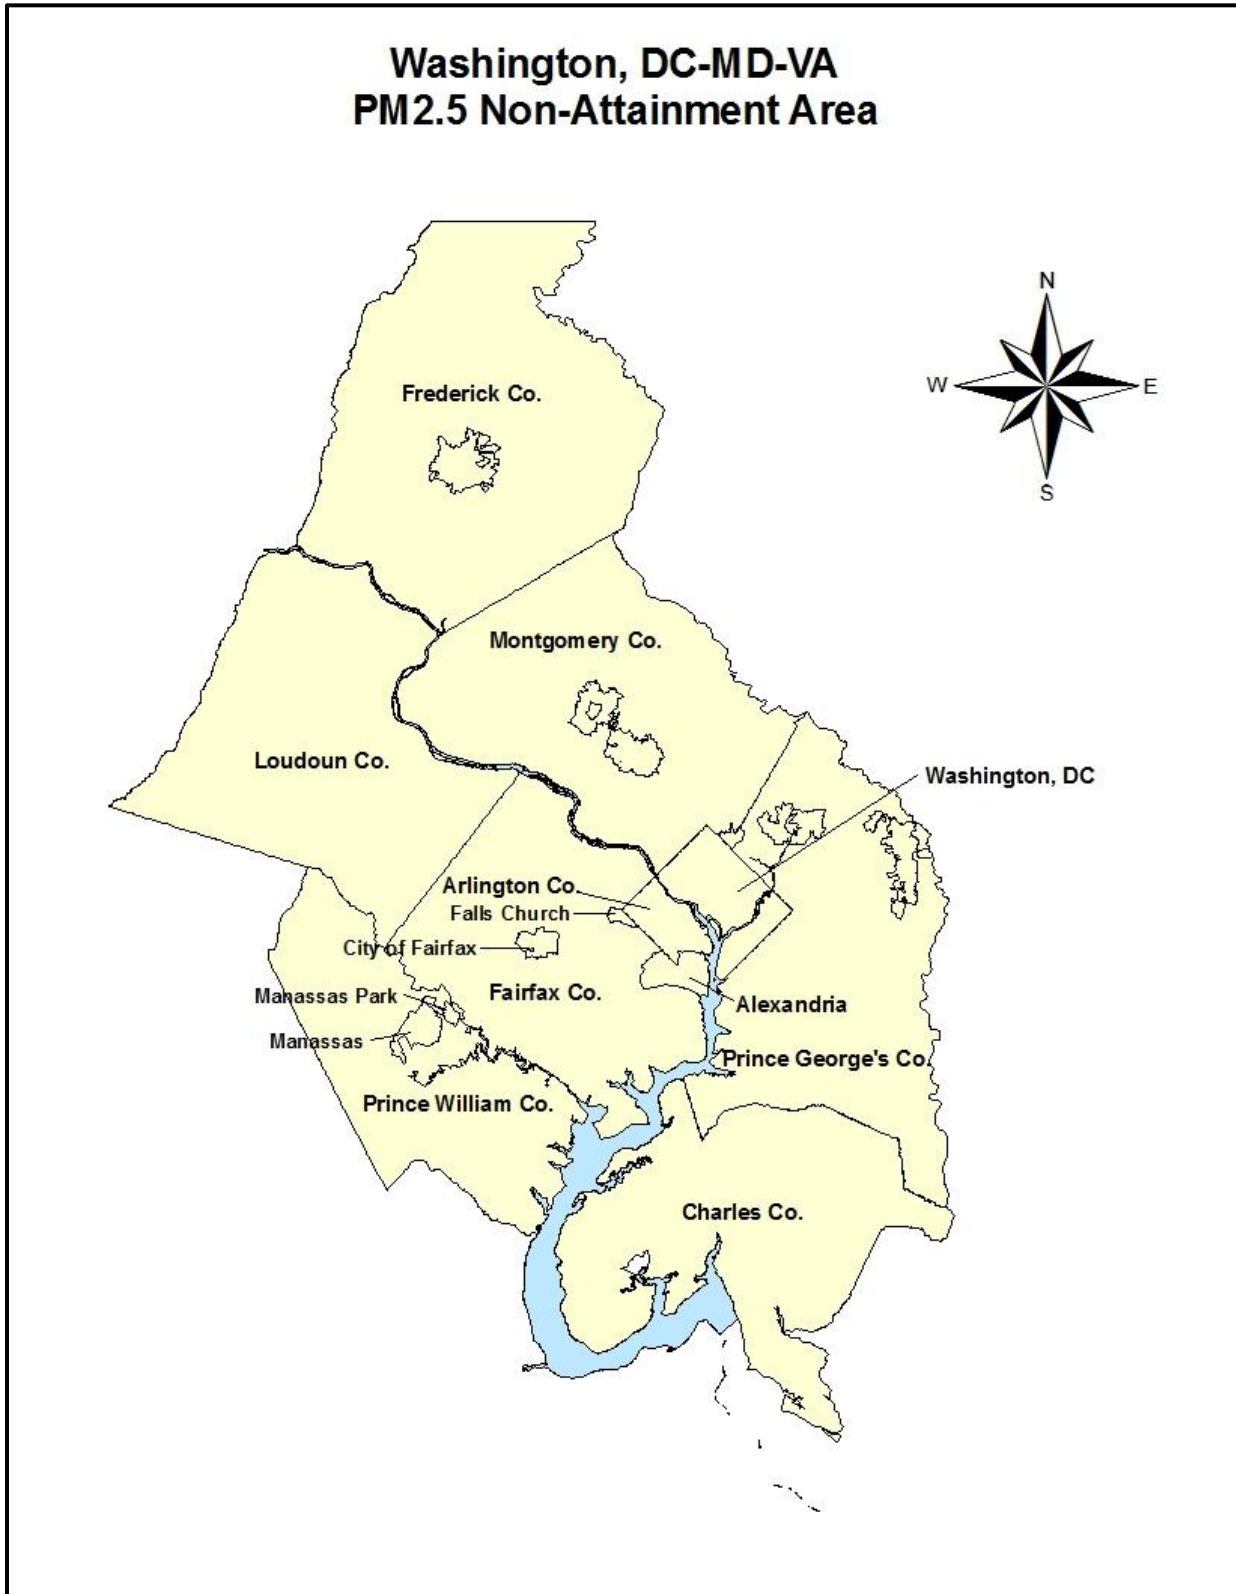 Washington, DC-MD-VA
PM2.5 Non-Attainment Area
N
W
E
S
Frederick Co.
Montgomery Co.
Loudoun Co.
Washington, DC
Arlington Co.
Falls Church
City of Fairfax
Fairfax Co.
Manassas Park
Alexandria
Manassas
Prince George's Co.
Prince William Co.
Charles Co.